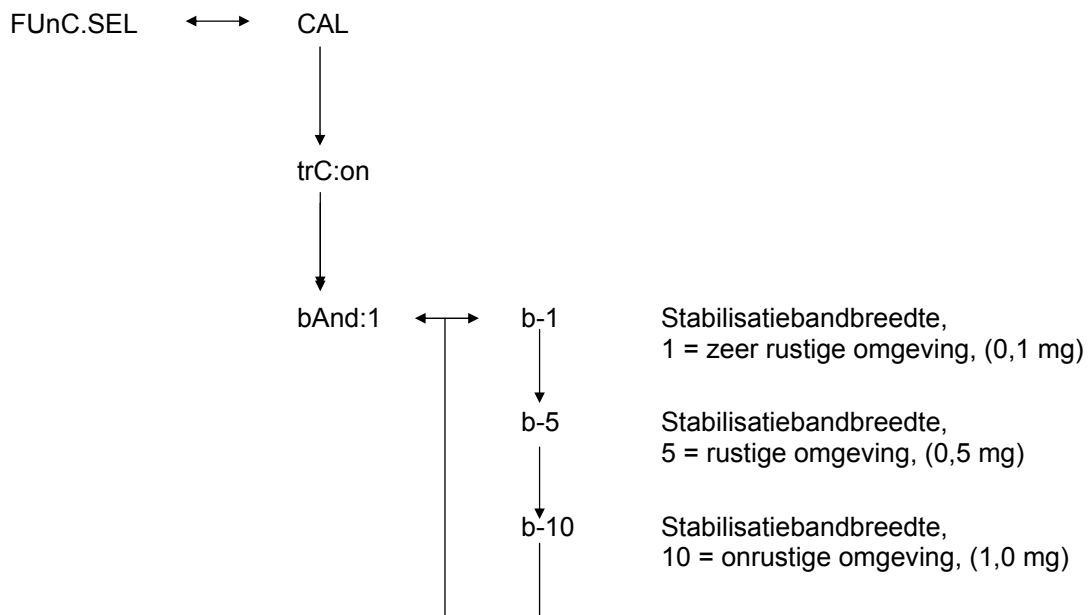 FUnC.SEL CAL
trC:on
bAnd:1 b-1 Stabilisatiebandbreedte,
1 = zeer rustige omgeving, (0,1 mg)
b-5 Stabilisatiebandbreedte,
5 = rustige omgeving, (0,5 mg)
b-10 Stabilisatiebandbreedte,
10 = onrustige omgeving, (1,0 mg)